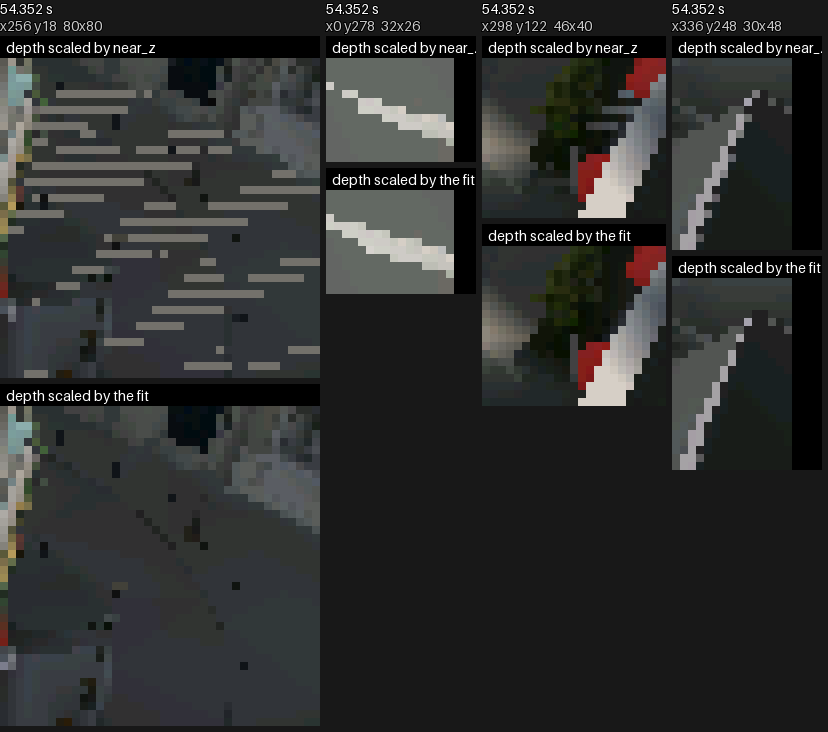 54.352 s
x256 y18 80x80
depth scaled by near_z
depth scaled by the fit
54.352 s
x0 y278 32x26
depth scaled by near_.
depth scaled by the fit
54.352 s
x298 y122 46x40
depth scaled by near_z
depth scaled by the fit
54.352 s
x336 y248 30x48
depth scaled by near_.
depth scaled by the fit